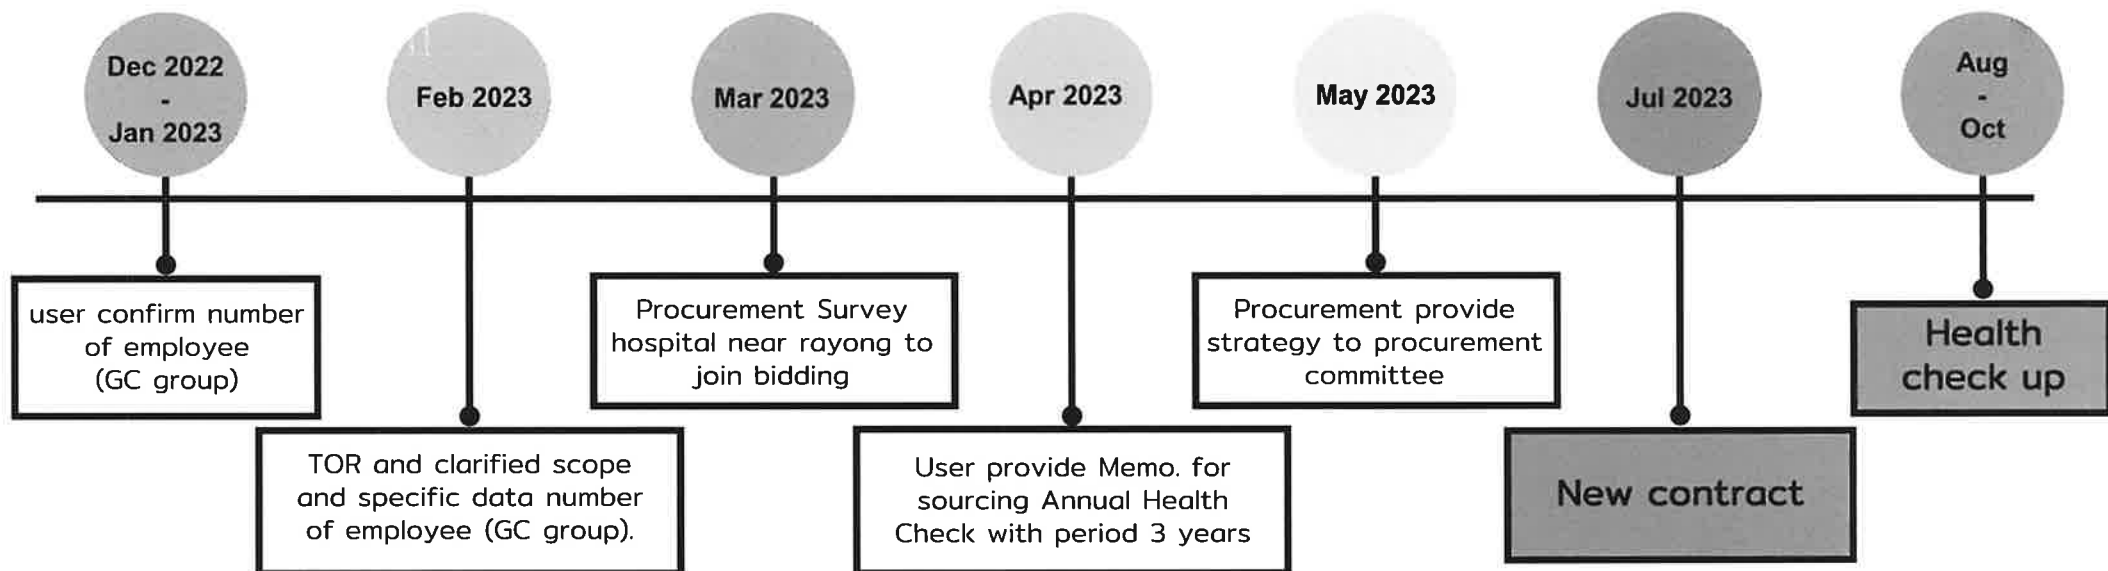 Dec 2022
-
Jan 2023
Feb 2023
Mar 2023
Apr 2023
May 2023
Jul 2023
Aug
-
Oct
user confirm number
of employee
(GC group)
TOR and clarified scope
and specific data number
of employee (GC group).
Procurement Survey
hospital near rayong to
join bidding
User provide Memo. for
sourcing Annual Health
Check with period 3 years
Procurement provide
strategy to procurement
committee
New contract
Health
check up